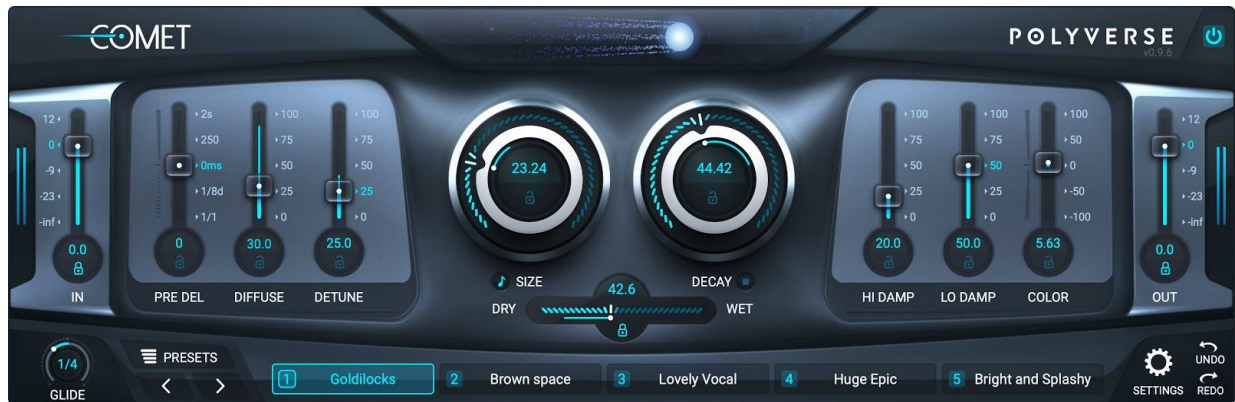 COMET
POLYVERSE
v0.9.6
12
0
-9
-23
-inf
0.0
IN
2s
250
0ms
1/8d
1/1
0
PRE DEL
100
75
50
25
0
30.0
DIFFUSE
100
75
50
25
0
25.0
DETUNE
23.24
SIZE
44.42
DECAY
DRY
42.6
WET
100
75
50
25
0
20.0
HI DAMP
100
75
50
25
0
50.0
LO DAMP
100
50
0
-50
-100
5.63
COLOR
12
0
-9
-23
-inf
0.0
OUT
1/4
GLIDE
PRESETS
1 Goldilocks
2 Brown space
3 Lovely Vocal
4 Huge Epic
5 Bright and Splashy
SETTINGS
UNDO
REDO